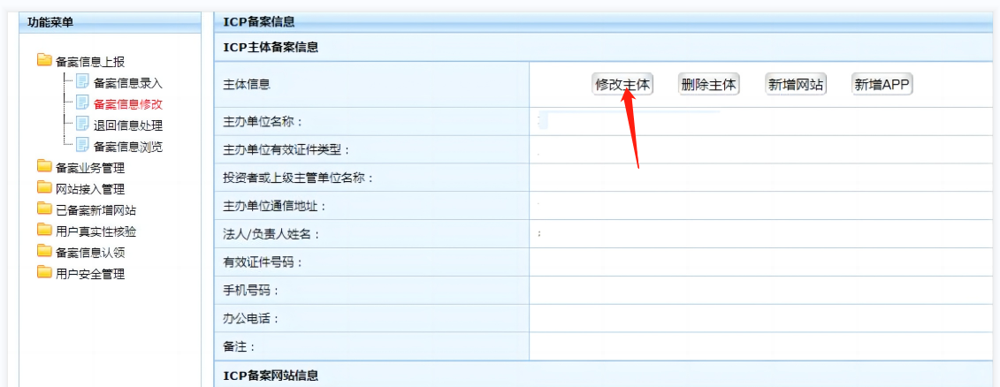 功能菜单
备案信息上报
备案信息录入
备案信息修改
退回信息处理
备案信息浏览
备案业务管理
网站接入管理
已备案新增网站
用户真实性核验
备案信息认领
用户安全管理
ICP备案信息
ICP主体备案信息
主体信息 修改主体 删除主体 新增网站 新增APP
主办单位名称：
主办单位有效证件类型：
投资者或上级主管单位名称：
主办单位通信地址：
法人/负责人姓名：
有效证件号码：
手机号码：
办公电话：
备注：
ICP备案网站信息